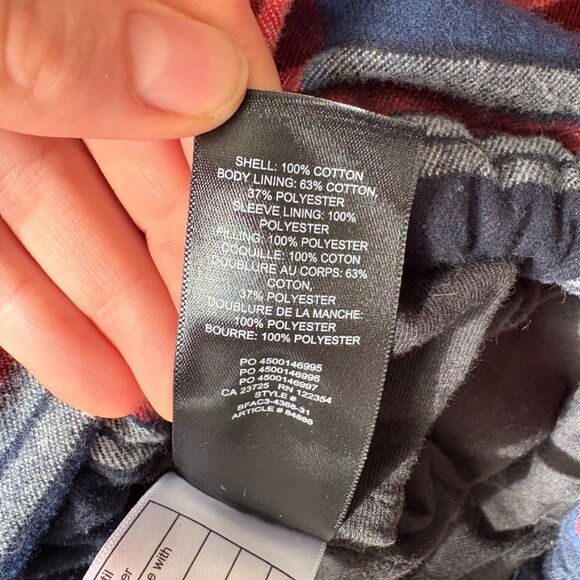 SHELL: 100% COTTON
BODY LINING: 63% COTTON,
37% POLYESTER
SLEEVE LINING: 100%
POLYESTER
FILLING: 100% POLYESTER
COQUILLE: 100% COTON
DOUBLURE AU CORPS: 63%
COTON,
37% POLYESTER
DOUBLURE DE LA MANCHE:
100% POLYESTER
BOURRE: 100% POLYESTER
PO 4500146995
PO 4500146996
PO 4500146997
CA 23725 RN 122354
STYLE #
BFAC3-4368-31
ARTICLE # 84886
with